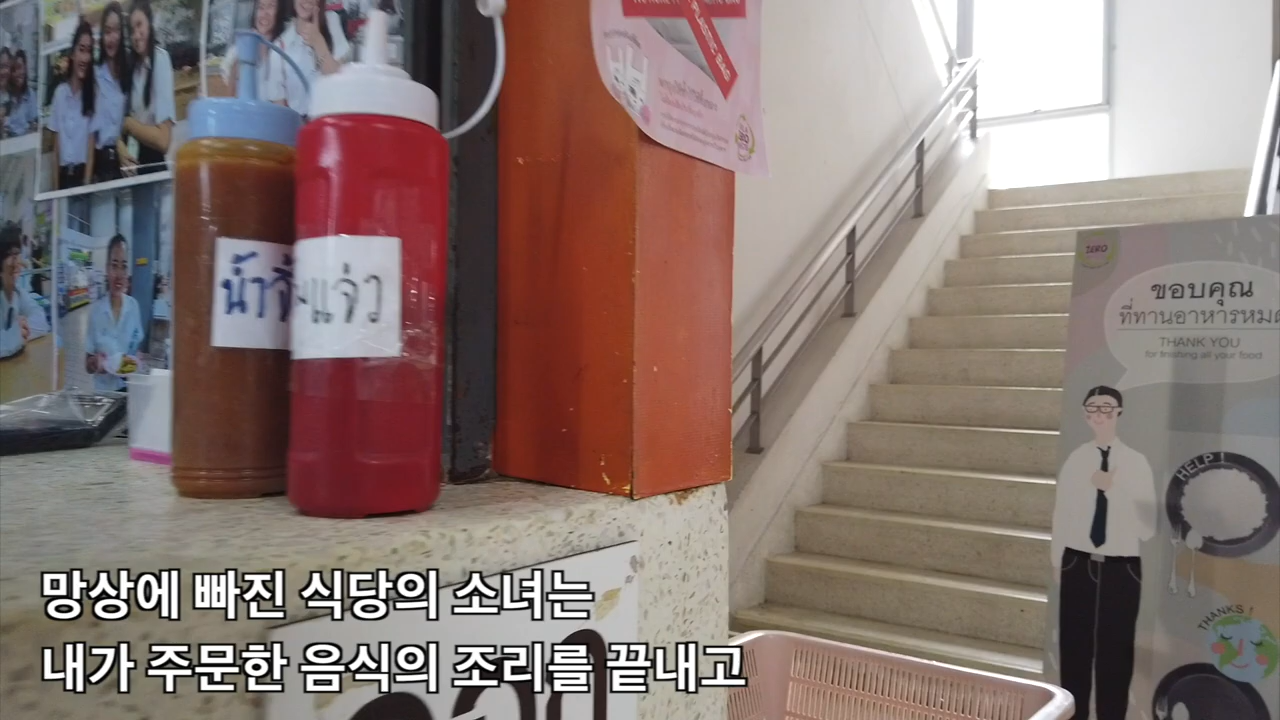 PLASTIC BAG
น้ำจิ้
แจ่ว
ZERO
ขอบคุณ
ที่ทานอาหารหมด
THANK YOU
for finishing all your food
HELP !
THANKS !
망상에 빠진 식당의 소녀는
내가 주문한 음식의 조리를 끝내고